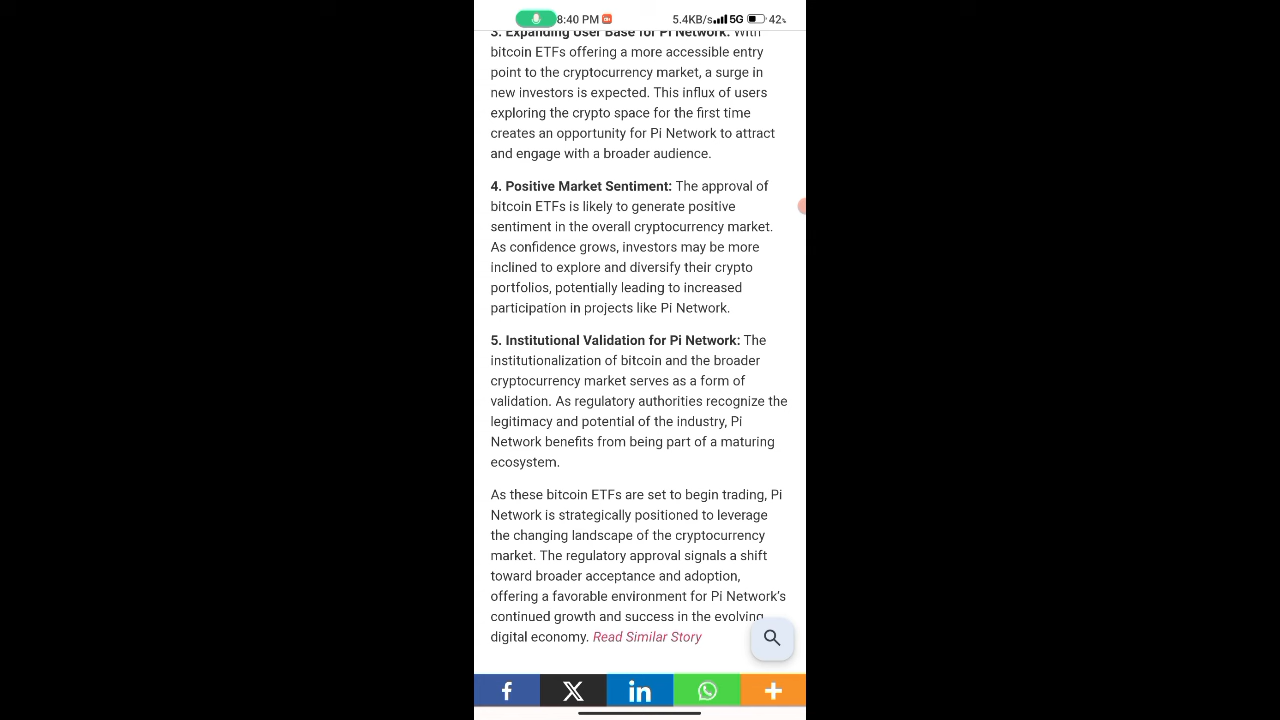 8:40 PM
5.4KB/s 5G 42%
3. Expanding User Base for Pi Network: With
bitcoin ETFs offering a more accessible entry
point to the cryptocurrency market, a surge in
new investors is expected. This influx of users
exploring the crypto space for the first time
creates an opportunity for Pi Network to attract
and engage with a broader audience.
4. Positive Market Sentiment: The approval of
bitcoin ETFs is likely to generate positive
sentiment in the overall cryptocurrency market.
As confidence grows, investors may be more
inclined to explore and diversify their crypto
portfolios, potentially leading to increased
participation in projects like Pi Network.
5. Institutional Validation for Pi Network: The
institutionalization of bitcoin and the broader
cryptocurrency market serves as a form of
validation. As regulatory authorities recognize the
legitimacy and potential of the industry, Pi
Network benefits from being part of a maturing
ecosystem.
As these bitcoin ETFs are set to begin trading, Pi
Network is strategically positioned to leverage
the changing landscape of the cryptocurrency
market. The regulatory approval signals a shift
toward broader acceptance and adoption,
offering a favorable environment for Pi Network's
continued growth and success in the evolving
digital economy. Read Similar Story